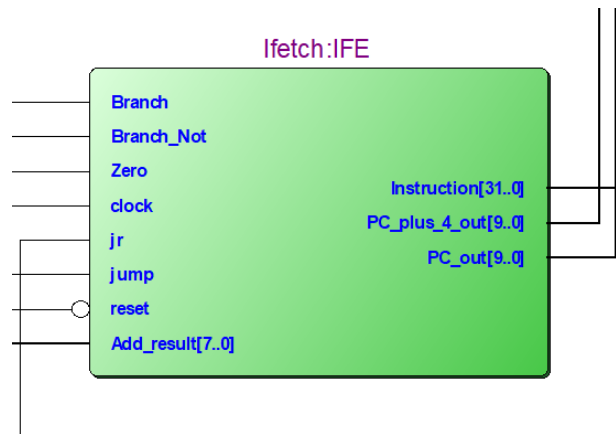 Ifetch:IFE
Branch
Branch_Not
Zero
clock
jr
jump
reset
Add_result[7..0]
Instruction[31..0]
PC_plus_4_out[9..0]
PC_out[9..0]